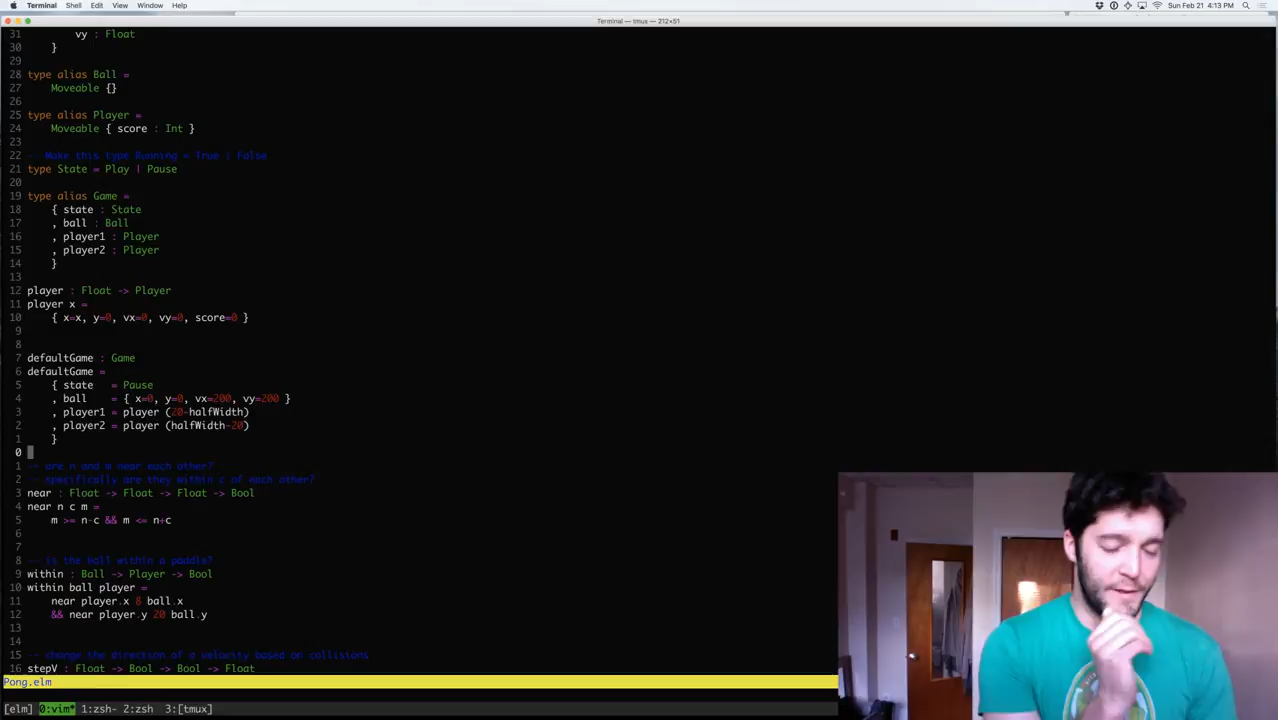 Terminal Shell Edit View Window Help
Sun Feb 21 4:13 PM
Terminal — tmux — 212×51
31 vy : Float
30 }
29
28 type alias Ball =
27 Moveable {}
26
25 type alias Player =
24 Moveable { score : Int }
23
22 -- Make this type Running = True | False
21 type State = Play | Pause
20
19 type alias Game =
18 { state : State
17 , ball : Ball
16 , player1 : Player
15 , player2 : Player
14 }
13
12 player : Float -> Player
11 player x =
10 { x=x, y=0, vx=0, vy=0, score=0 }
9
8
7 defaultGame : Game
6 defaultGame =
5 { state = Pause
4 , ball = { x=0, y=0, vx=200, vy=200 }
3 , player1 = player (20-halfWidth)
2 , player2 = player (halfWidth-20)
1 }
0
1 -- are n and m near each other?
2 -- specifically are they within c of each other?
3 near : Float -> Float -> Float -> Bool
4 near n c m =
5 m >= n-c && m <= n+c
6
7
8 -- is the ball within a paddle?
9 within : Ball -> Player -> Bool
10 within ball player =
11 near player.x 8 ball.x
12 && near player.y 20 ball.y
13
14
15 -- change the direction of a velocity based on collisions
16 stepV : Float -> Bool -> Bool -> Float
Pong.elm
[elm] 0:vim* 1:zsh- 2:zsh 3:[tmux]